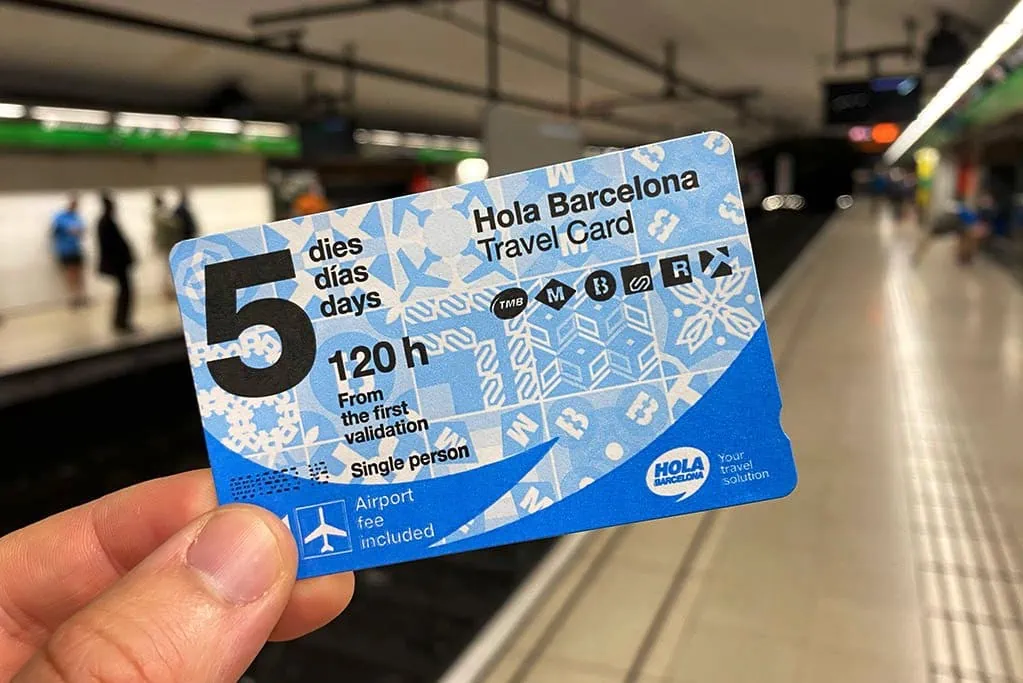 5
dies
días
days
120 h
From
the first
validation
Single person
Airport
fee
included
Hola Barcelona
Travel Card
TMB M B R
HOLA
BARCELONA
Your
travel
solution